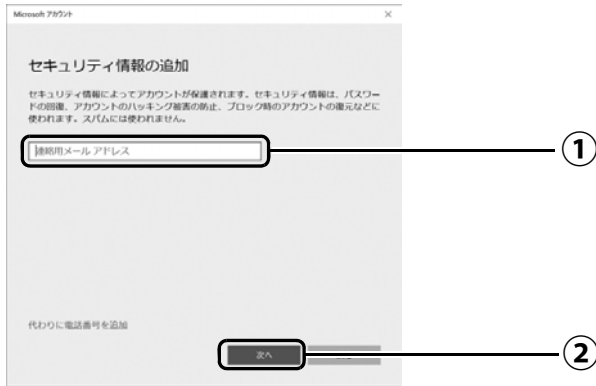 Microsoft アカウント
セキュリティ情報の追加
セキュリティ情報によってアカウントが保護されます。セキュリティ情報は、パスワー
ドの回復、アカウントのハッキング被害の防止、ブロック時のアカウントの復元などに
使われます。スパムには使われません。
連絡用メール アドレス
①
代わりに電話番号を追加
次へ
②